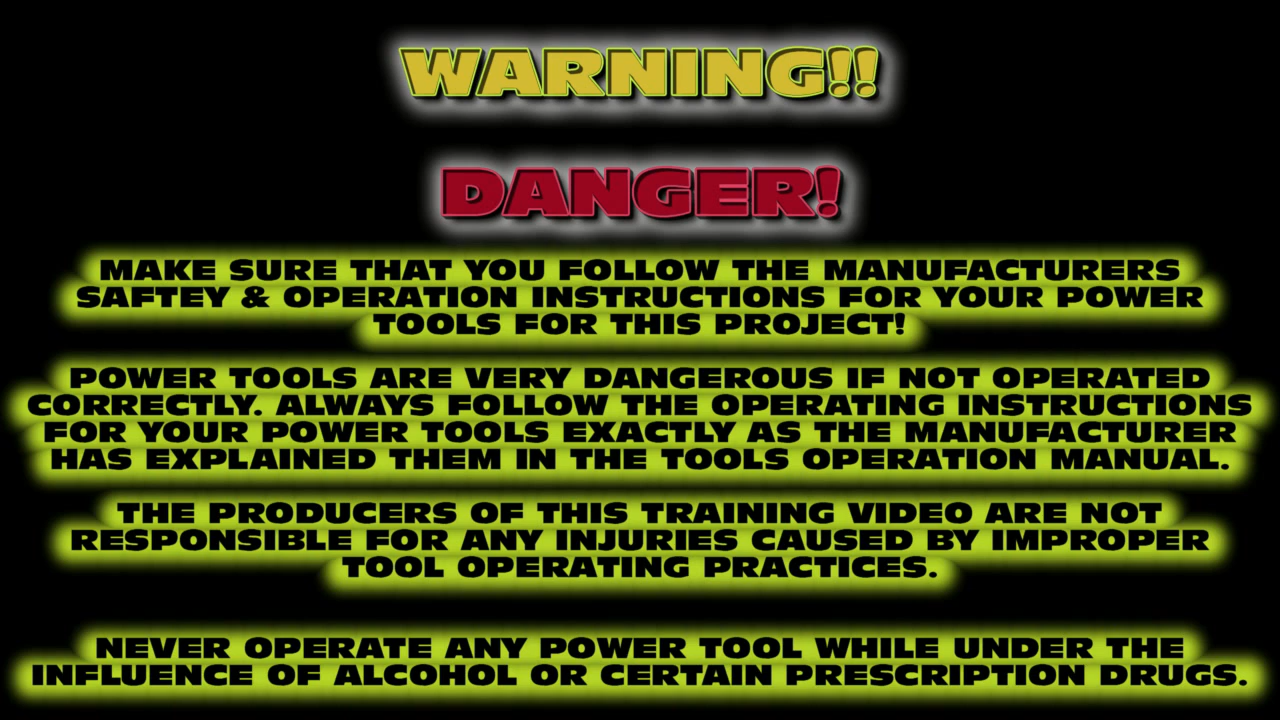 WARNING!!
DANGER!
MAKE SURE THAT YOU FOLLOW THE MANUFACTURERS
SAFTEY & OPERATION INSTRUCTIONS FOR YOUR POWER
TOOLS FOR THIS PROJECT!
POWER TOOLS ARE VERY DANGEROUS IF NOT OPERATED
CORRECTLY. ALWAYS FOLLOW THE OPERATING INSTRUCTIONS
FOR YOUR POWER TOOLS EXACTLY AS THE MANUFACTURER
HAS EXPLAINED THEM IN THE TOOLS OPERATION MANUAL.
THE PRODUCERS OF THIS TRAINING VIDEO ARE NOT
RESPONSIBLE FOR ANY INJURIES CAUSED BY IMPROPER
TOOL OPERATING PRACTICES.
NEVER OPERATE ANY POWER TOOL WHILE UNDER THE
INFLUENCE OF ALCOHOL OR CERTAIN PRESCRIPTION DRUGS.